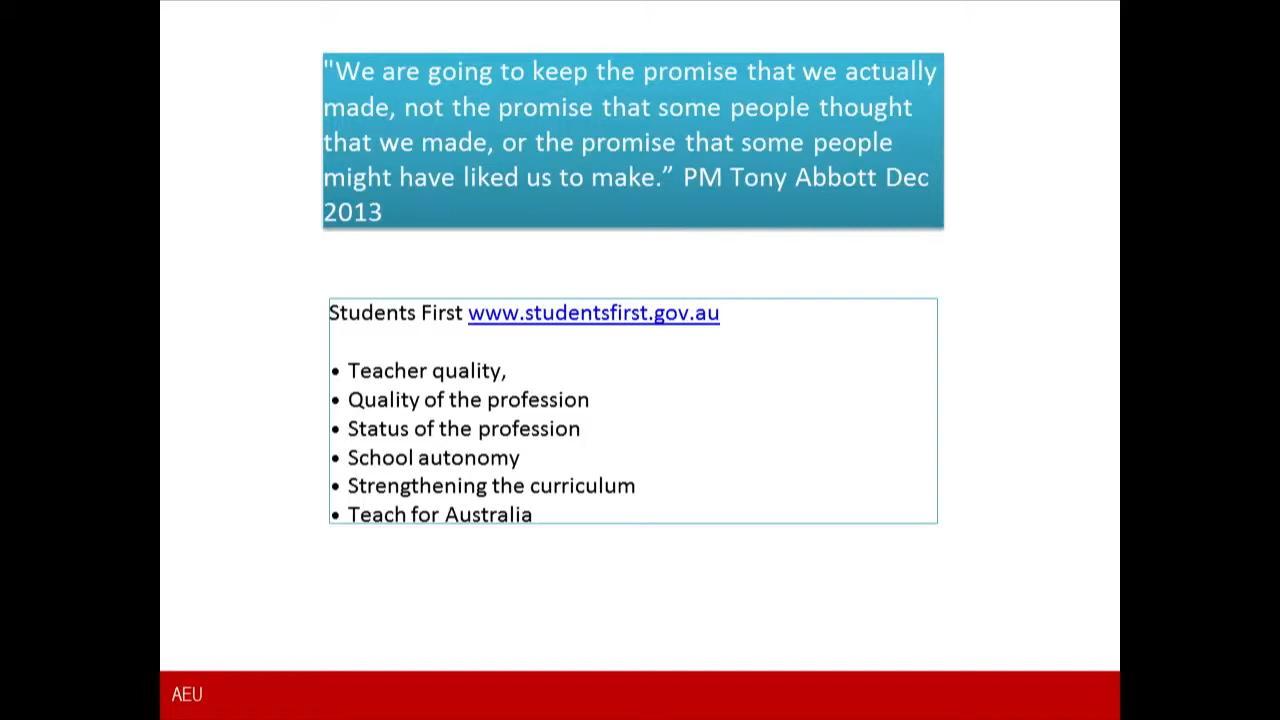 "We are going to keep the promise that we actually
made, not the promise that some people thought
that we made, or the promise that some people
might have liked us to make.” PM Tony Abbott Dec
2013
Students First www.studentsfirst.gov.au
• Teacher quality,
• Quality of the profession
• Status of the profession
• School autonomy
• Strengthening the curriculum
• Teach for Australia
AEU